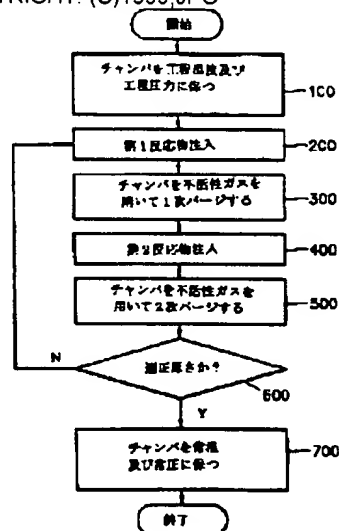 TRIGHT: (C)1999,JPO
開始
チャンバを工程温度及び
工程圧力に保つ
100
第1反応物注入
200
チャンバを不活性ガスを
用いて1次パージする
300
第2反応物注入
400
チャンバを不活性ガスを
用いて2次パージする
500
N
適正厚さか?
600
Y
チャンバを常温
及び常圧に保つ
700
終了